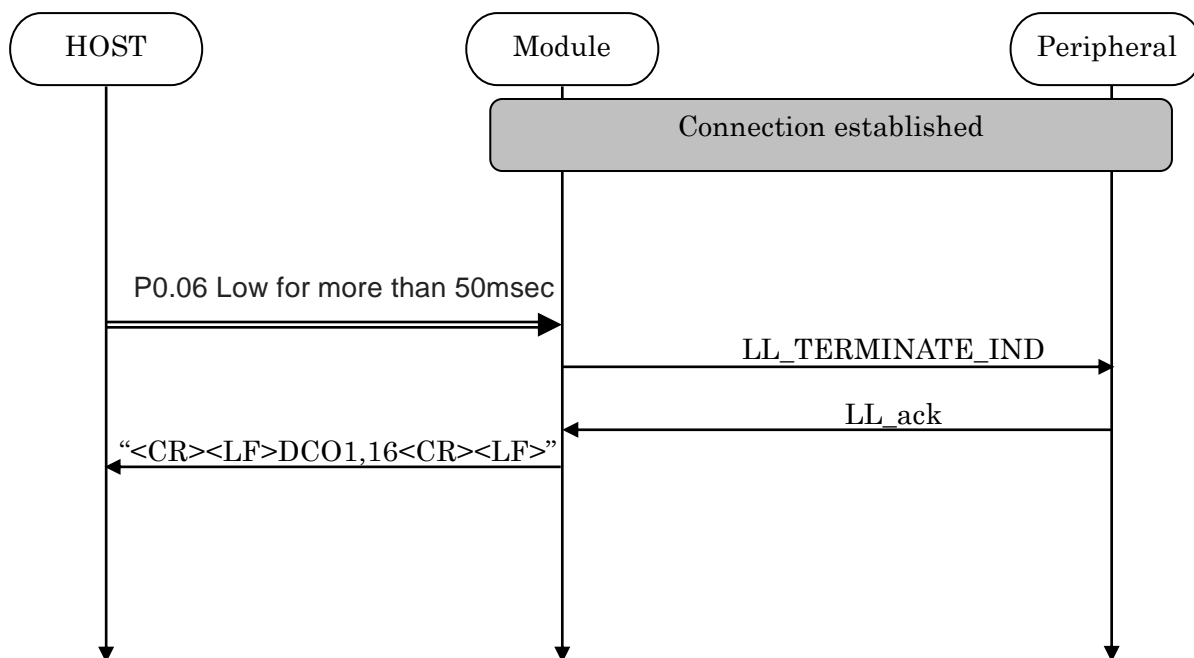 HOST
Module
Peripheral
Connection established
P0.06 Low for more than 50msec
LL_TERMINATE_IND
LL_ack
“<CR><LF>DCO1,16<CR><LF>”